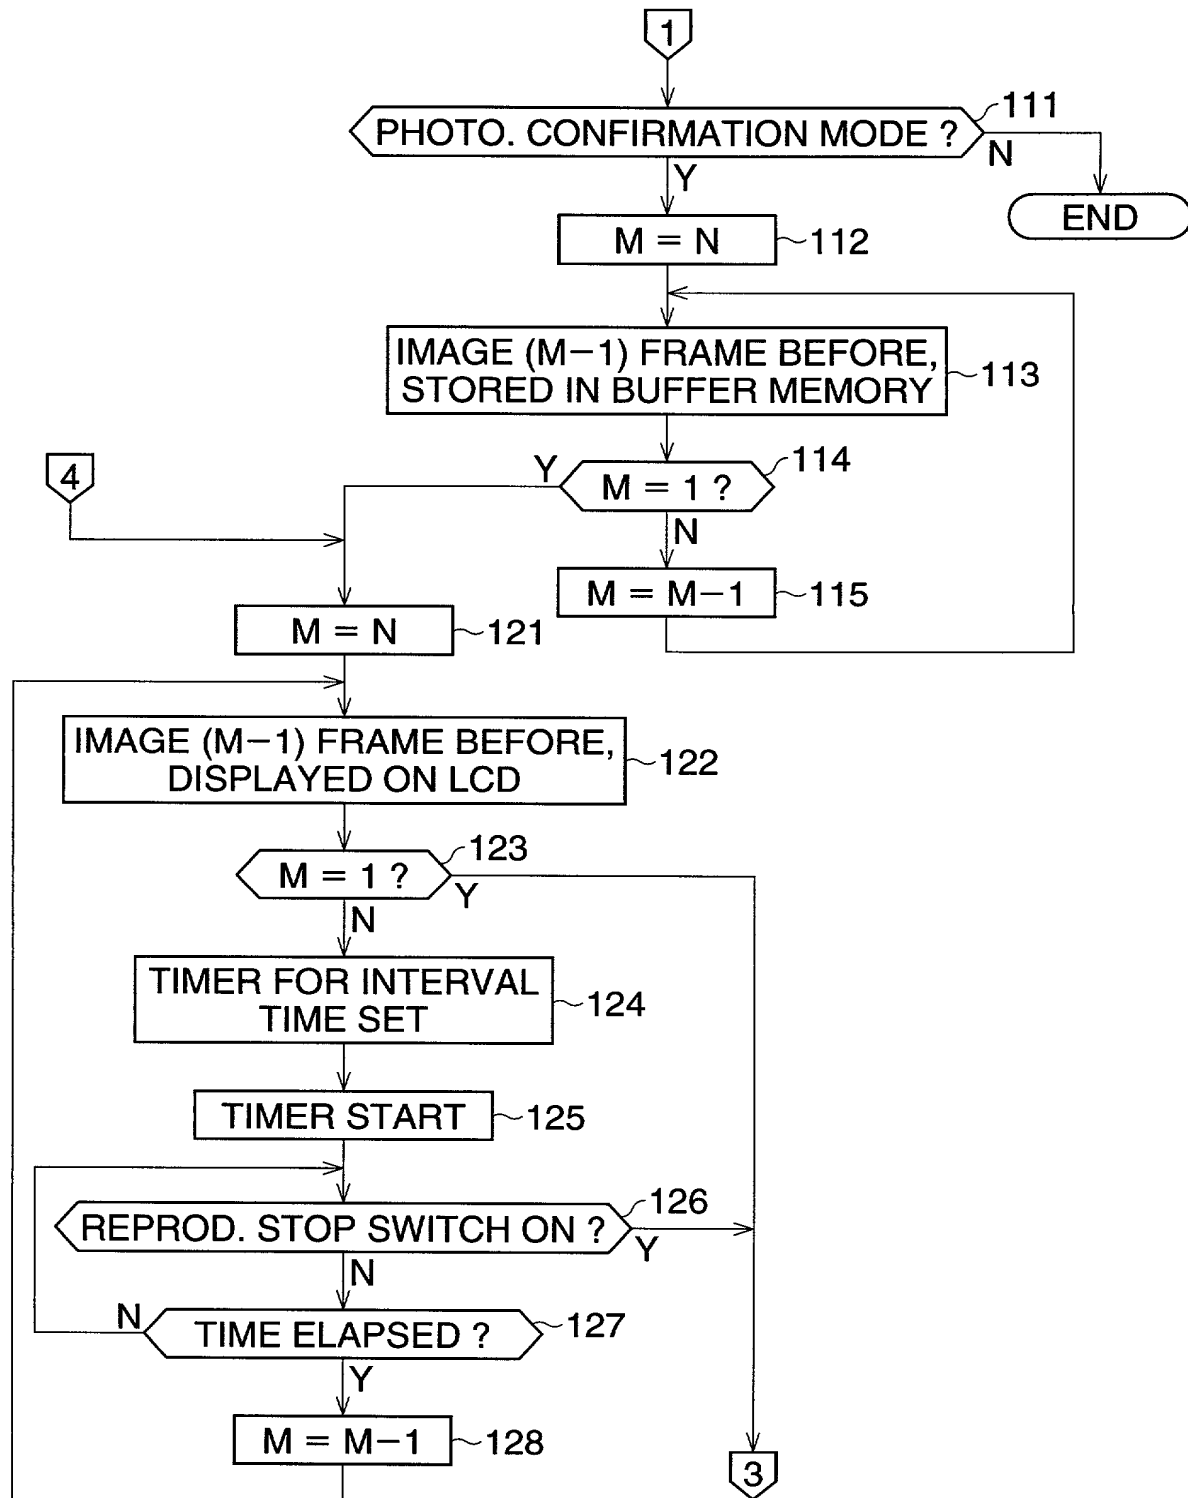 1
PHOTO. CONFIRMATION MODE ?
111
N
Y
END
M = N
112
IMAGE (M−1) FRAME BEFORE,
STORED IN BUFFER MEMORY
113
4
Y
M = 1 ?
114
N
M = M−1
115
M = N
121
IMAGE (M−1) FRAME BEFORE,
DISPLAYED ON LCD
122
M = 1 ?
123
Y
N
TIMER FOR INTERVAL
TIME SET
124
TIMER START
125
REPROD. STOP SWITCH ON ?
126
Y
N
N
TIME ELAPSED ?
127
Y
M = M−1
128
3